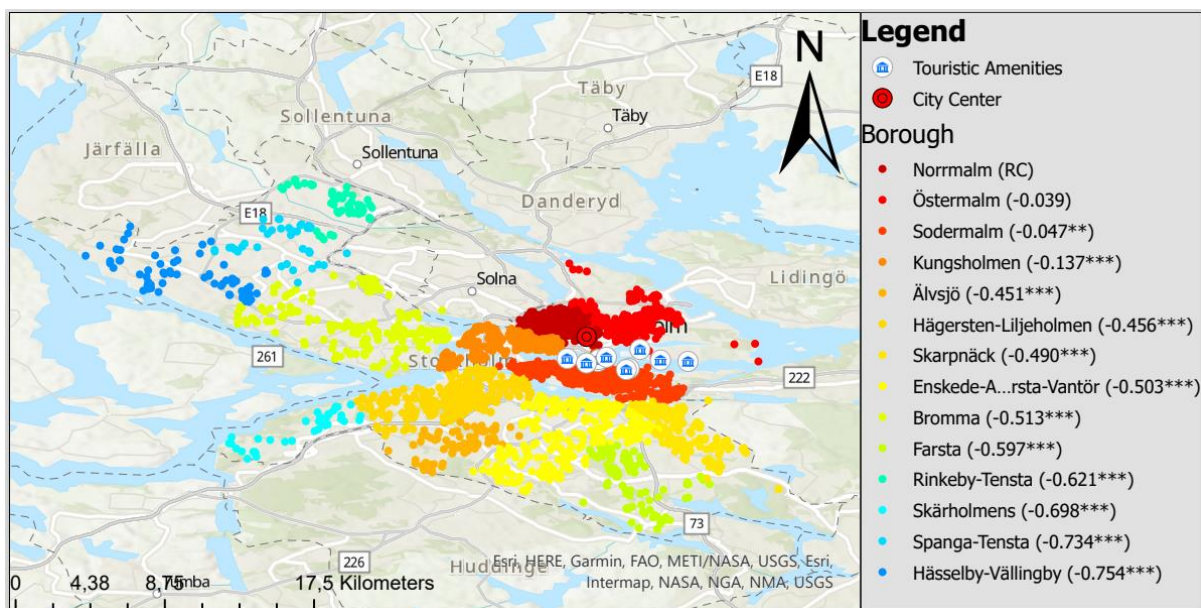 N
E18
Täby
Täby
Sollentuna
Järfälla
Sollentuna
Danderyd
E18
Solna
Lidingö
lm
261
Stockholm
222
73
226
Huddinge
Esri, HERE, Garmin, FAO, METI/NASA, USGS, Esri,
Intermap, NASA, NGA, NMA, USGS
0 4,38 8,75 17,5 Kilometers
Tumba
Legend
Touristic Amenities
City Center
Borough
Norrmalm (RC)
Östermalm (-0.039)
Sodermalm (-0.047**)
Kungsholmen (-0.137***)
Älvsjö (-0.451***)
Hägersten-Liljeholmen (-0.456***)
Skarpnäck (-0.490***)
Enskede-A...rsta-Vantör (-0.503***)
Bromma (-0.513***)
Farsta (-0.597***)
Rinkeby-Tensta (-0.621***)
Skärholmens (-0.698***)
Spanga-Tensta (-0.734***)
Hässelby-Vällingby (-0.754***)